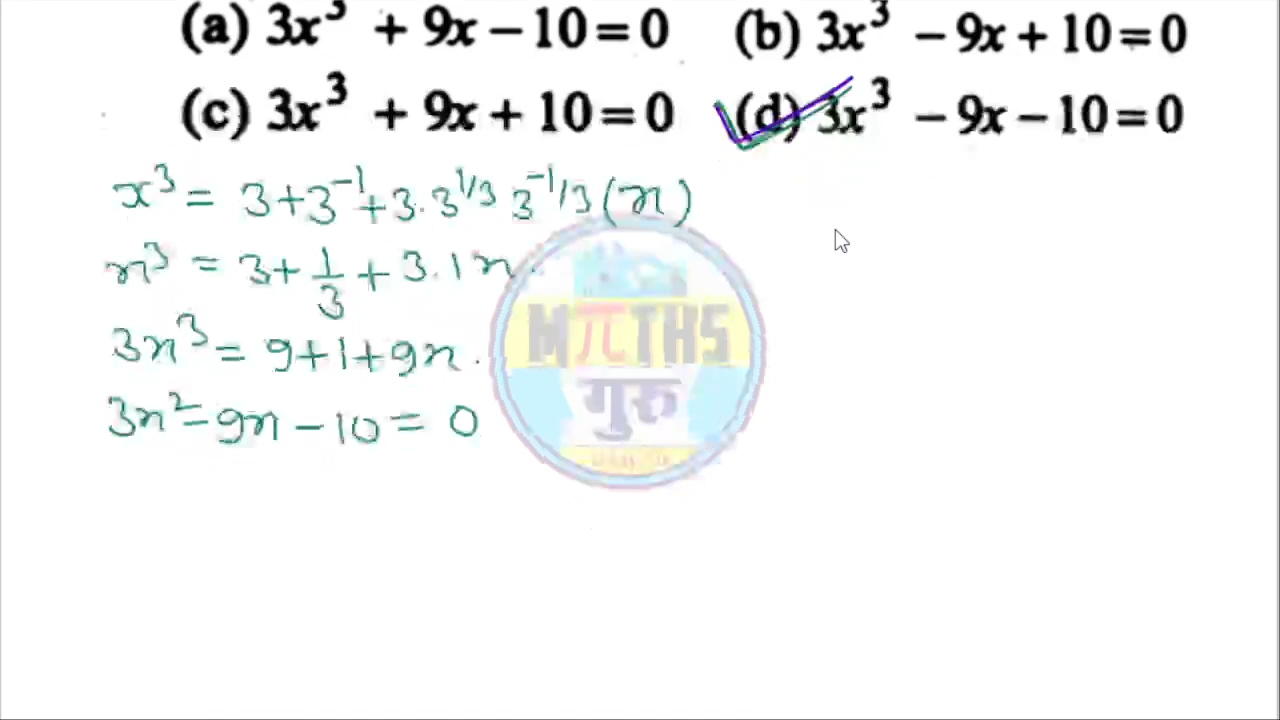 (a) 3x³ + 9x – 10 = 0 (b) 3x³ – 9x + 10 = 0
(c) 3x³ + 9x + 10 = 0 (d) 3x³ – 9x – 10 = 0
x³ = 3+3⁻¹+3.3^{1/3} 3^{-1/3}(x)
x³ = 3+1/3+3.1x.
3x³ = 9+1+9x.
3x²-9x-10=0
MπTHS
गुरु